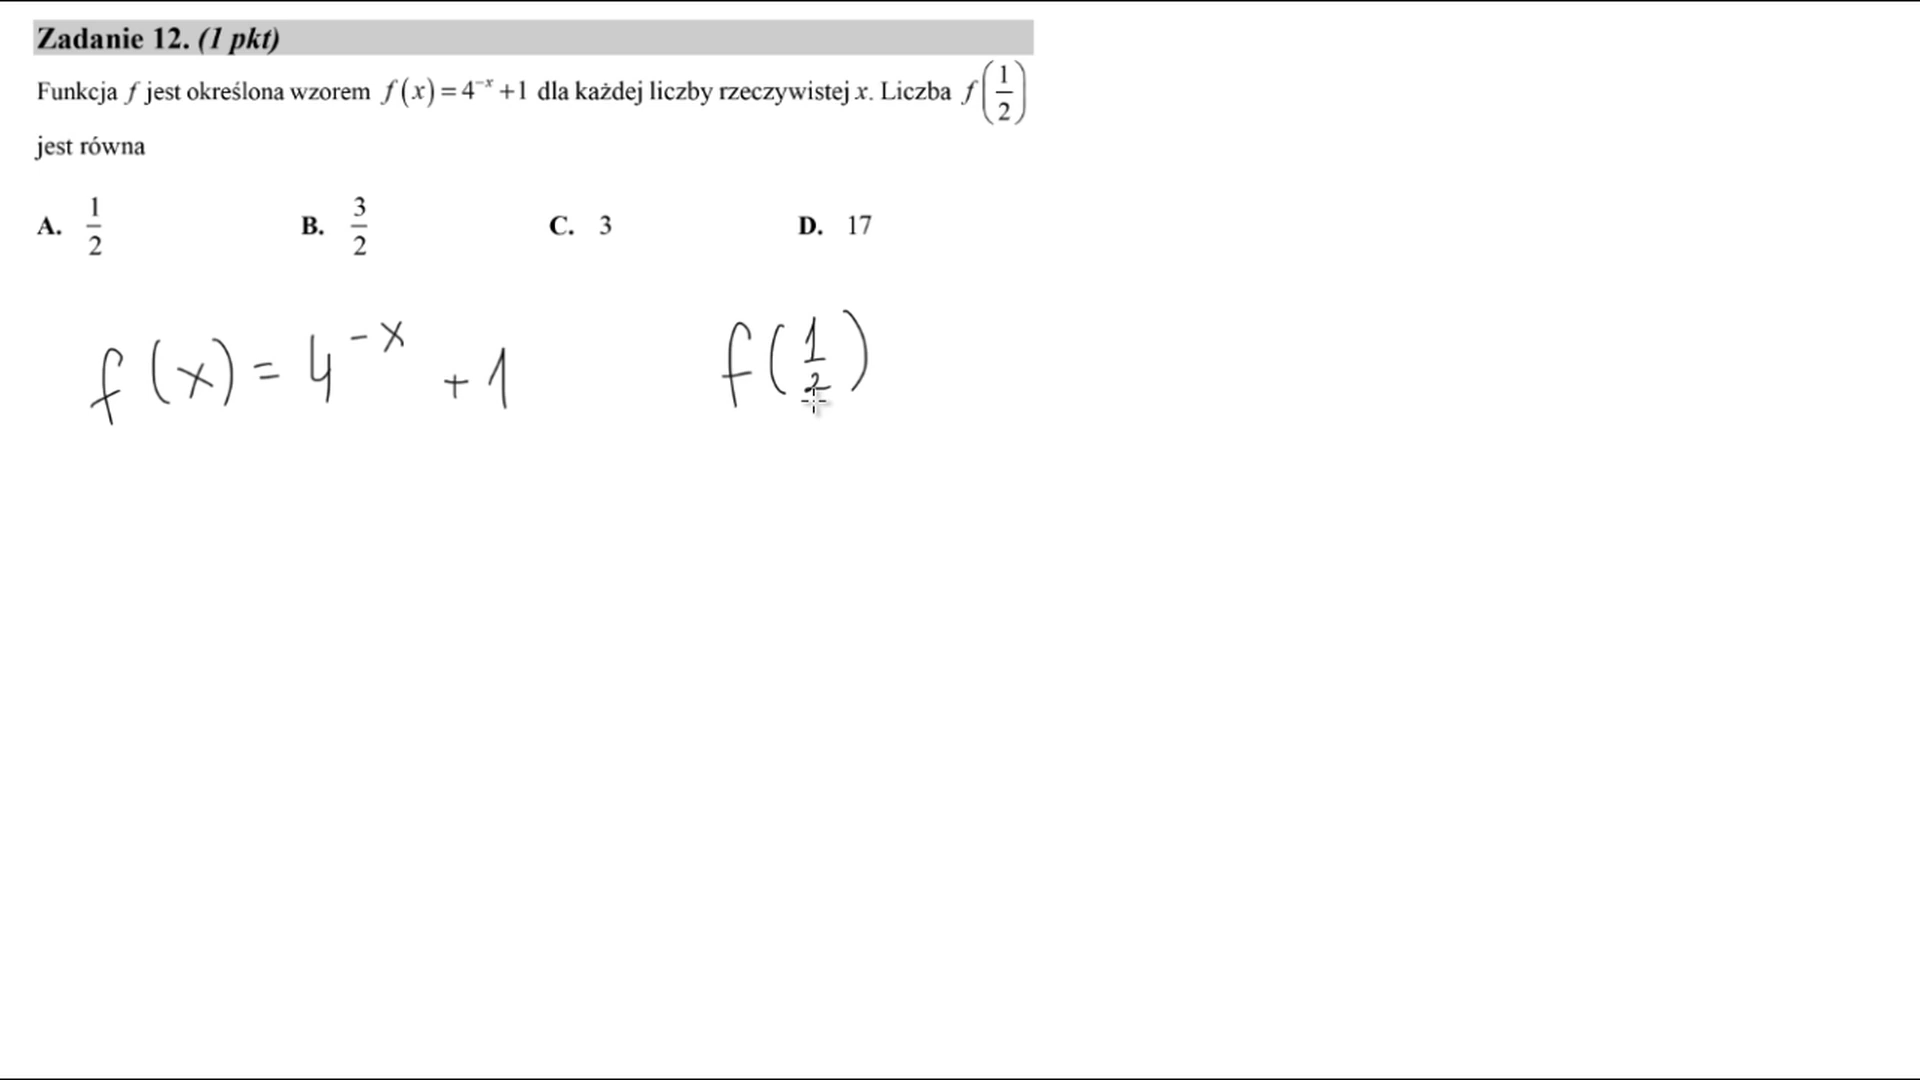 Zadanie 12. (1 pkt)
Funkcja f jest określona wzorem f(x)=4⁻ˣ+1 dla każdej liczby rzeczywistej x. Liczba f(1/2)
jest równa
A. 1/2 B. 3/2 C. 3 D. 17
f(x)=4⁻ˣ+1 f(1/2)